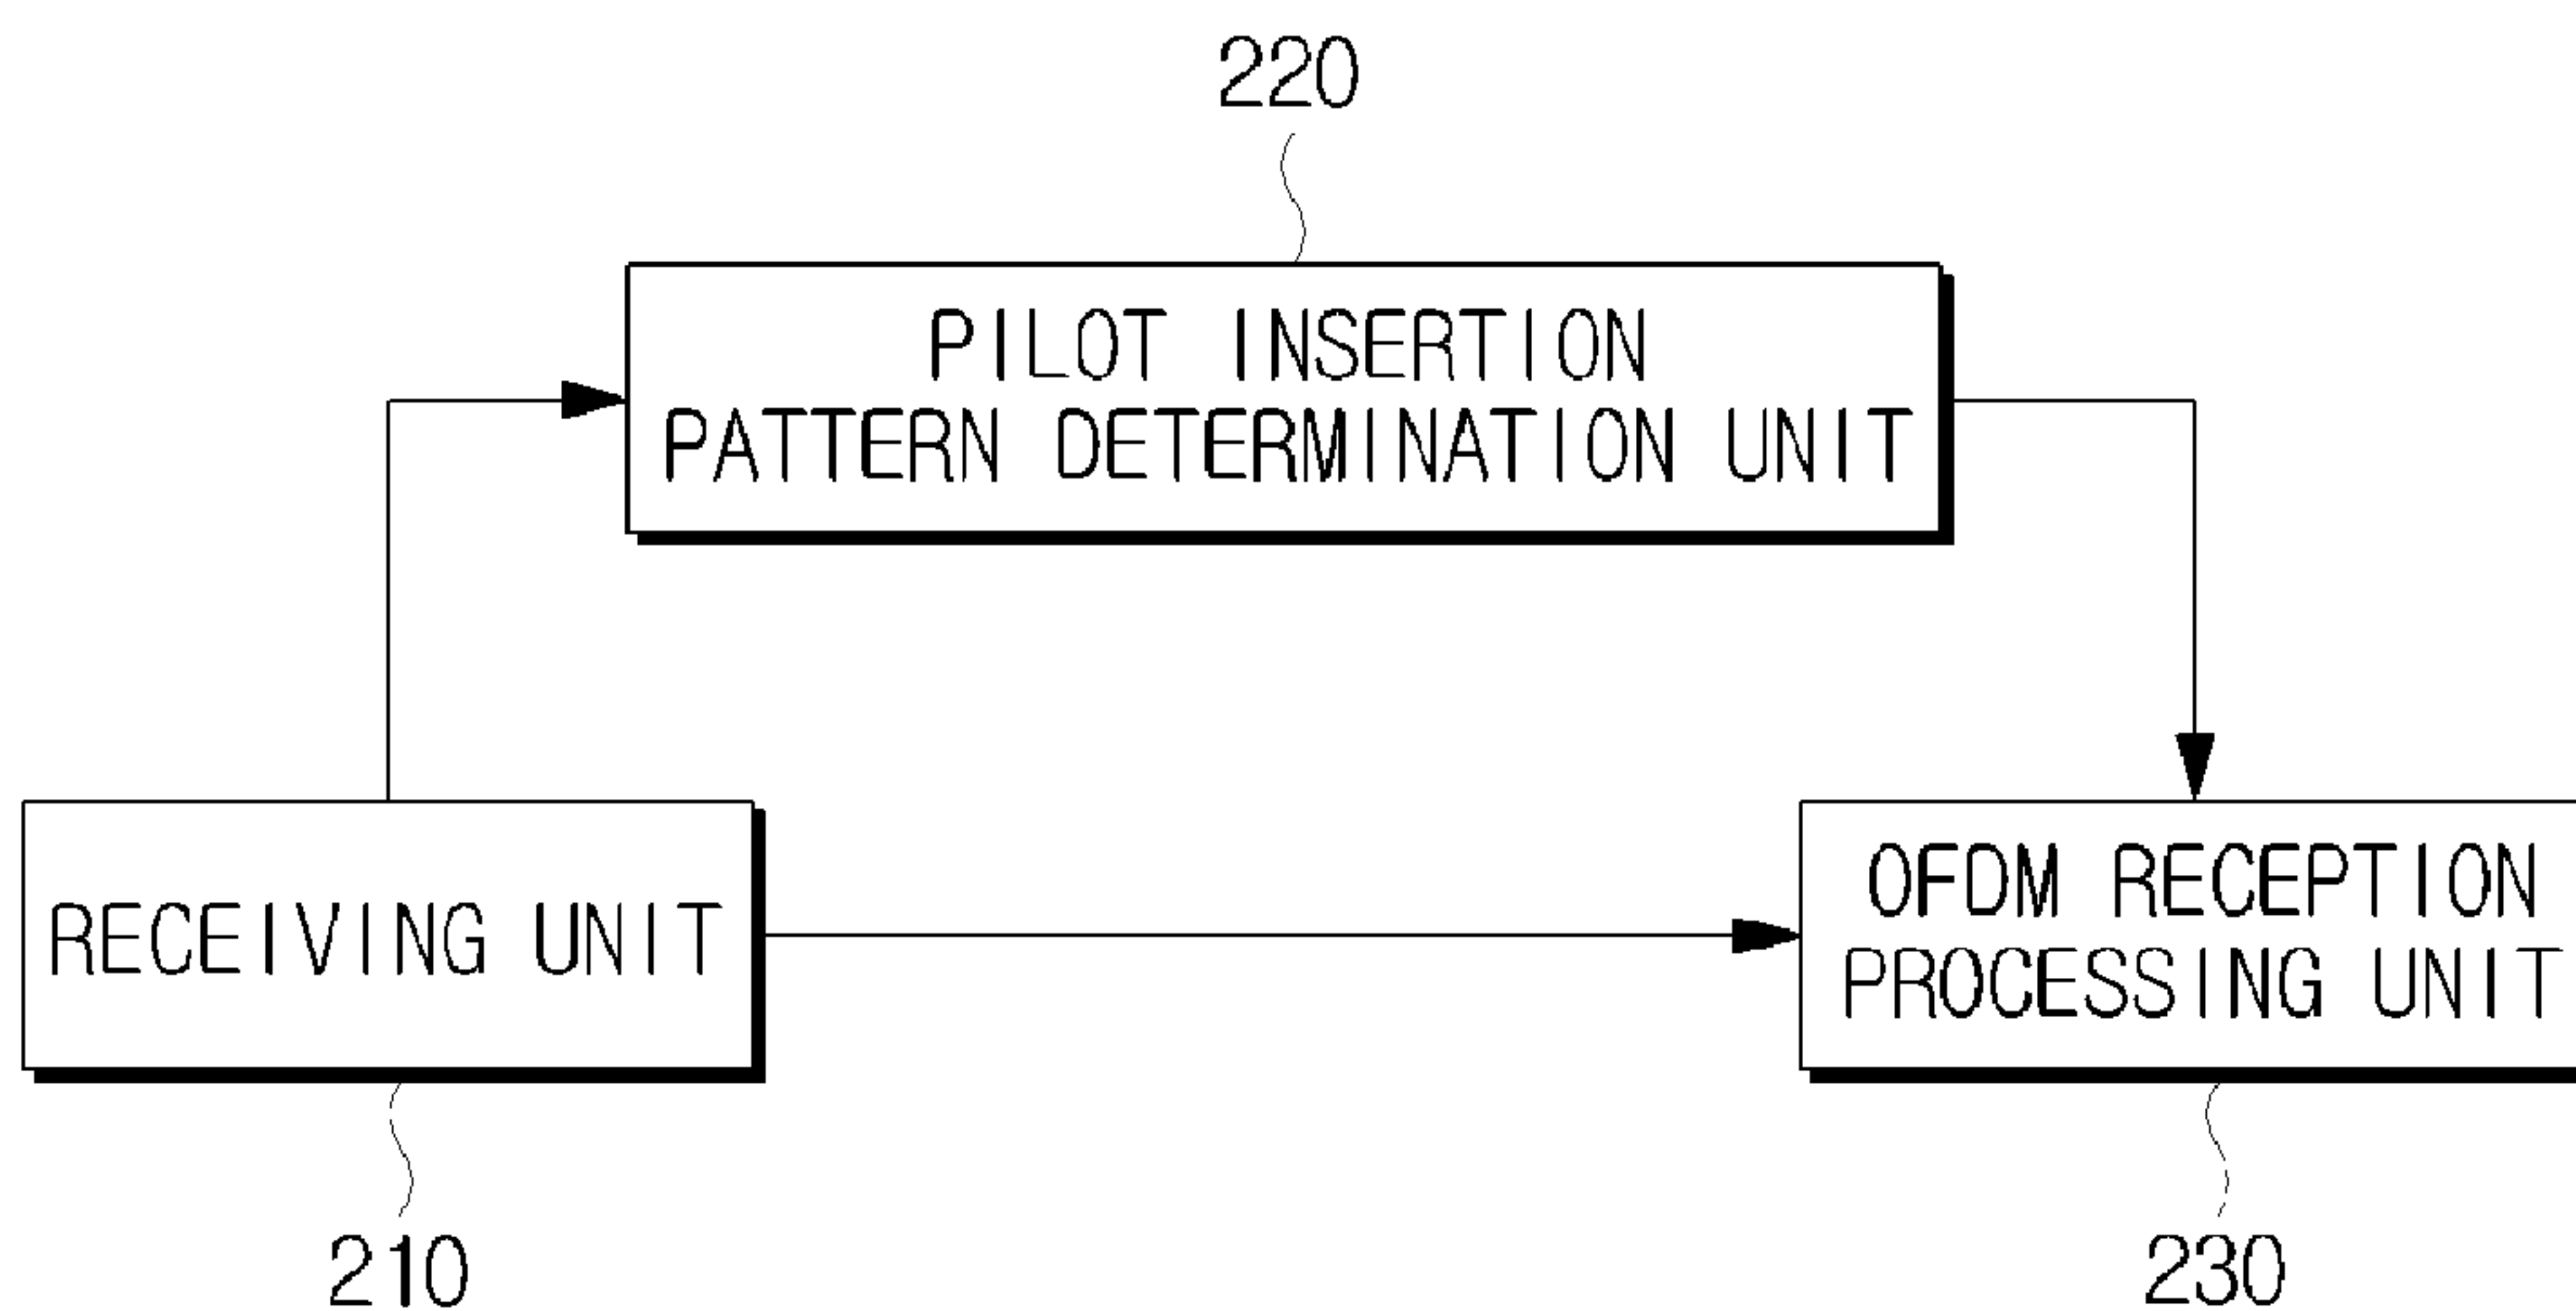 220
PILOT INSERTION
PATTERN DETERMINATION UNIT
RECEIVING UNIT
OFDM RECEPTION
PROCESSING UNIT
210
230